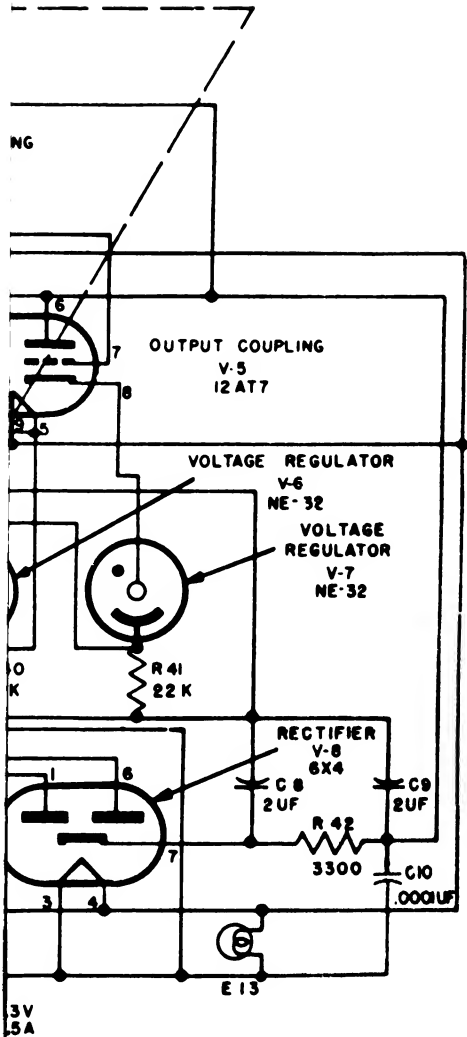 NG
6
7
OUTPUT COUPLING
V-5
12AT7
8
9
5
VOLTAGE REGULATOR
V-6
NE-32
VOLTAGE
REGULATOR
V-7
NE-32
40
K
R 41
22 K
RECTIFIER
V-8
6X4
1
6
C 8
2UF
C9
2UF
R 42
7
3300
C10
.0001UF
3
4
E 13
.3V
.5A